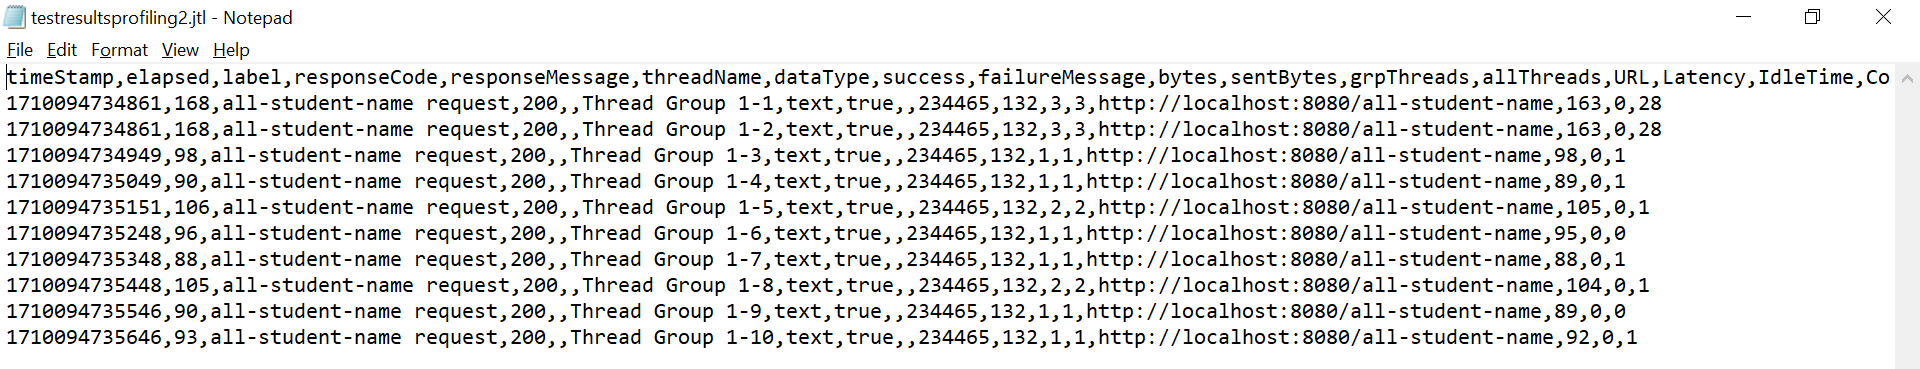 testresultsprofiling2.jtl - Notepad
File Edit Format View Help
timeStamp,elapsed,label,responseCode,responseMessage,threadName,dataType,success,failureMessage,bytes,sentBytes,grpThreads,allThreads,URL,Latency,IdleTime,Co
1710094734861,168,all-student-name request,200,,Thread Group 1-1,text,true,,234465,132,3,3,http://localhost:8080/all-student-name,163,0,28
1710094734861,168,all-student-name request,200,,Thread Group 1-2,text,true,,234465,132,3,3,http://localhost:8080/all-student-name,163,0,28
1710094734949,98,all-student-name request,200,,Thread Group 1-3,text,true,,234465,132,1,1,http://localhost:8080/all-student-name,98,0,1
1710094735049,90,all-student-name request,200,,Thread Group 1-4,text,true,,234465,132,1,1,http://localhost:8080/all-student-name,89,0,1
1710094735151,106,all-student-name request,200,,Thread Group 1-5,text,true,,234465,132,2,2,http://localhost:8080/all-student-name,105,0,1
1710094735248,96,all-student-name request,200,,Thread Group 1-6,text,true,,234465,132,1,1,http://localhost:8080/all-student-name,95,0,0
1710094735348,88,all-student-name request,200,,Thread Group 1-7,text,true,,234465,132,1,1,http://localhost:8080/all-student-name,88,0,1
1710094735448,105,all-student-name request,200,,Thread Group 1-8,text,true,,234465,132,2,2,http://localhost:8080/all-student-name,104,0,1
1710094735546,90,all-student-name request,200,,Thread Group 1-9,text,true,,234465,132,1,1,http://localhost:8080/all-student-name,89,0,0
1710094735646,93,all-student-name request,200,,Thread Group 1-10,text,true,,234465,132,1,1,http://localhost:8080/all-student-name,92,0,1